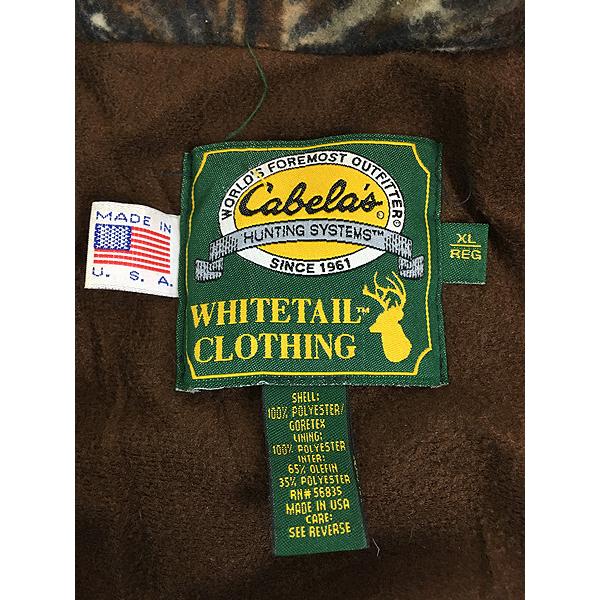 WORLD'S FOREMOST OUTFITTER®
Cabela's®
HUNTING SYSTEMS™
SINCE 1961
WHITETAIL™
CLOTHING
MADE IN
U. S. A.
XL
REG
SHELL:
100% POLYESTER/
GORETEX
LINING:
100% POLYESTER
INTER:
65% OLEFIN
35% POLYESTER
RN# 56835
MADE IN USA
CARE:
SEE REVERSE